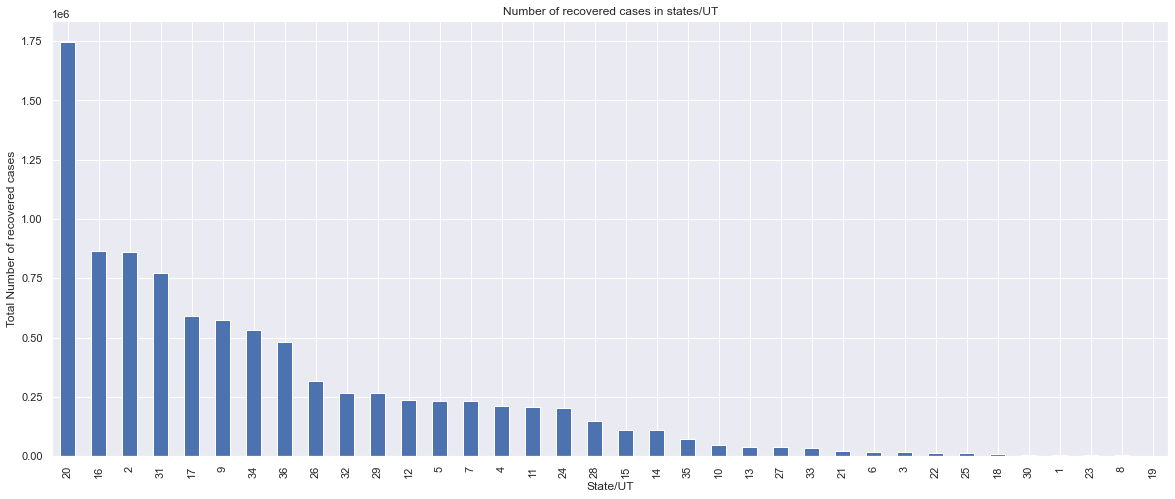 Number of recovered cases in states/UT
1e6
1.75
1.50
1.25
1.00
0.75
0.50
0.25
0.00
Total Number of recovered cases
20 16 2 31 17 9 34 36 26 32 29 12 5 7 4 11 24 28 15 14 35 10 13 27 33 21 6 3 22 25 18 30 1 23 8 19
State/UT